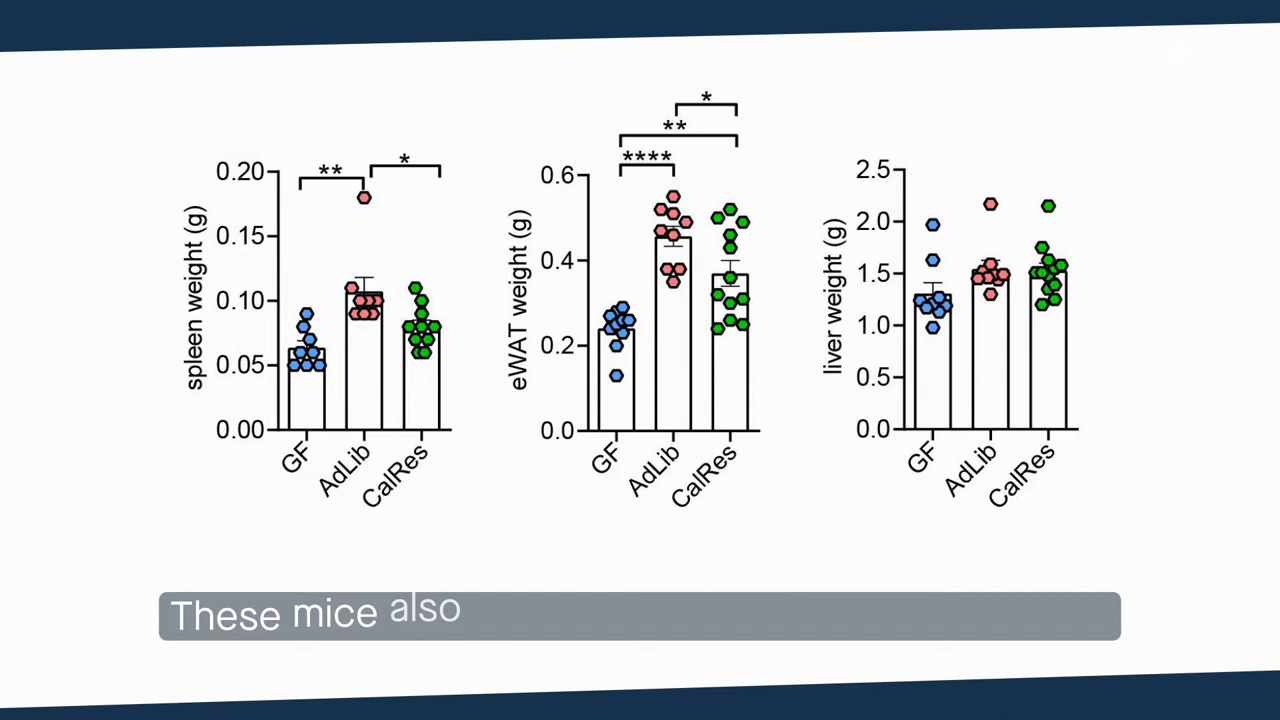 *
**
****
** *
0.20
0.15
0.10
0.05
0.00
spleen weight (g)
GF
AdLib
CalRes
0.6
0.4
0.2
0.0
eWAT weight (g)
GF
AdLib
CalRes
2.5
2.0
1.5
1.0
0.5
0.0
liver weight (g)
GF
AdLib
CalRes
These mice also